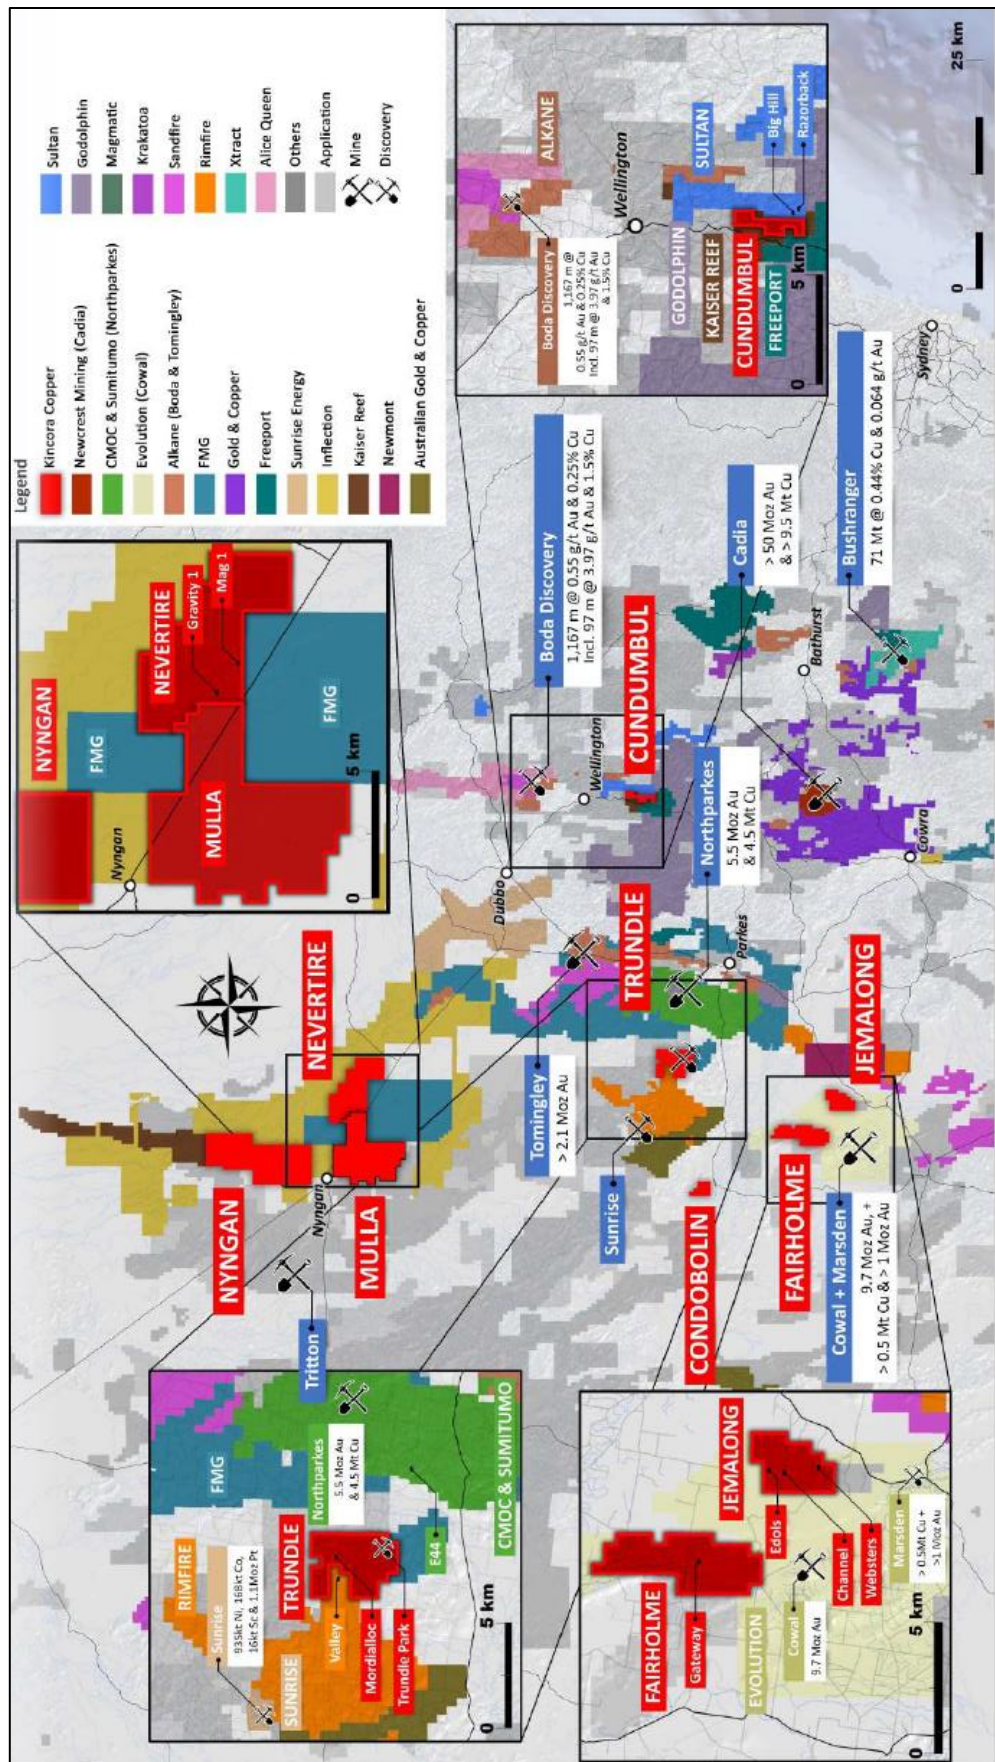 Legend
Kincora Copper
Newcrest Mining (Cadia)
CMOC & Sumitumo (Northparkes)
Evolution (Cowal)
Alkane (Boda & Tomingley)
FMG
Gold & Copper
Freeport
Sunrise Energy
Inflection
Kaiser Reef
Newmont
Australian Gold & Copper
Sultan
Godolphin
Magmatic
Krakatoa
Sandfire
Rimfire
Xtract
Alice Queen
Others
Application
Mine
Discovery
NYNGAN
FMG
NEVERTIRE
Gravity 1
Mag 1
Nyngan
MULLA
FMG
0
5 km
ALKANE
Boda Discovery
1,167 m @
0.55 g/t Au & 0.25% Cu
Incl. 97 m @ 3.97 g/t Au
& 1.5% Cu
Wellington
GODOLPHIN
KAISER REEF
CUNDUMBUL
FREEPORT
SULTAN
Big Hill
Razorback
0
5 km
NYNGAN
NEVERTIRE
Nyngan
MULLA
Tritton
Dubbo
Boda Discovery
1,167 m @ 0.55 g/t Au & 0.25% Cu
Incl. 97 m @ 3.97 g/t Au & 1.5% Cu
Wellington
CUNDUMBUL
Tomingley
> 2.1 Moz Au
TRUNDLE
Sunrise
Northparkes
5.5 Moz Au
& 4.5 Mt Cu
Parkes
Cadia
> 50 Moz Au
& > 9.5 Mt Cu
Bathurst
Bushranger
71 Mt @ 0.44% Cu & 0.064 g/t Au
CONDOBOLIN
FAIRHOLME
JEMALONG
Cowal + Marsden
9.7 Moz Au, +
> 0.5 Mt Cu & > 1 Moz Au
Cowra
Sydney
0
25 km
RIMFIRE
Sunrise
935kt Ni, 168kt Co,
16kt Sc & 1.1Moz Pt
SUNRISE
FMG
TRUNDLE
Valley
Mordialloc
Trundle Park
Northparkes
5.5 Moz Au
& 4.5 Mt Cu
E44
CMOC & SUMITUMO
0
5 km
FAIRHOLME
Gateway
JEMALONG
Edols
EVOLUTION
Cowal
9.7 Moz Au
Channel
Websters
Marsden
> 0.5Mt Cu +
>1 Moz Au
0
5 km